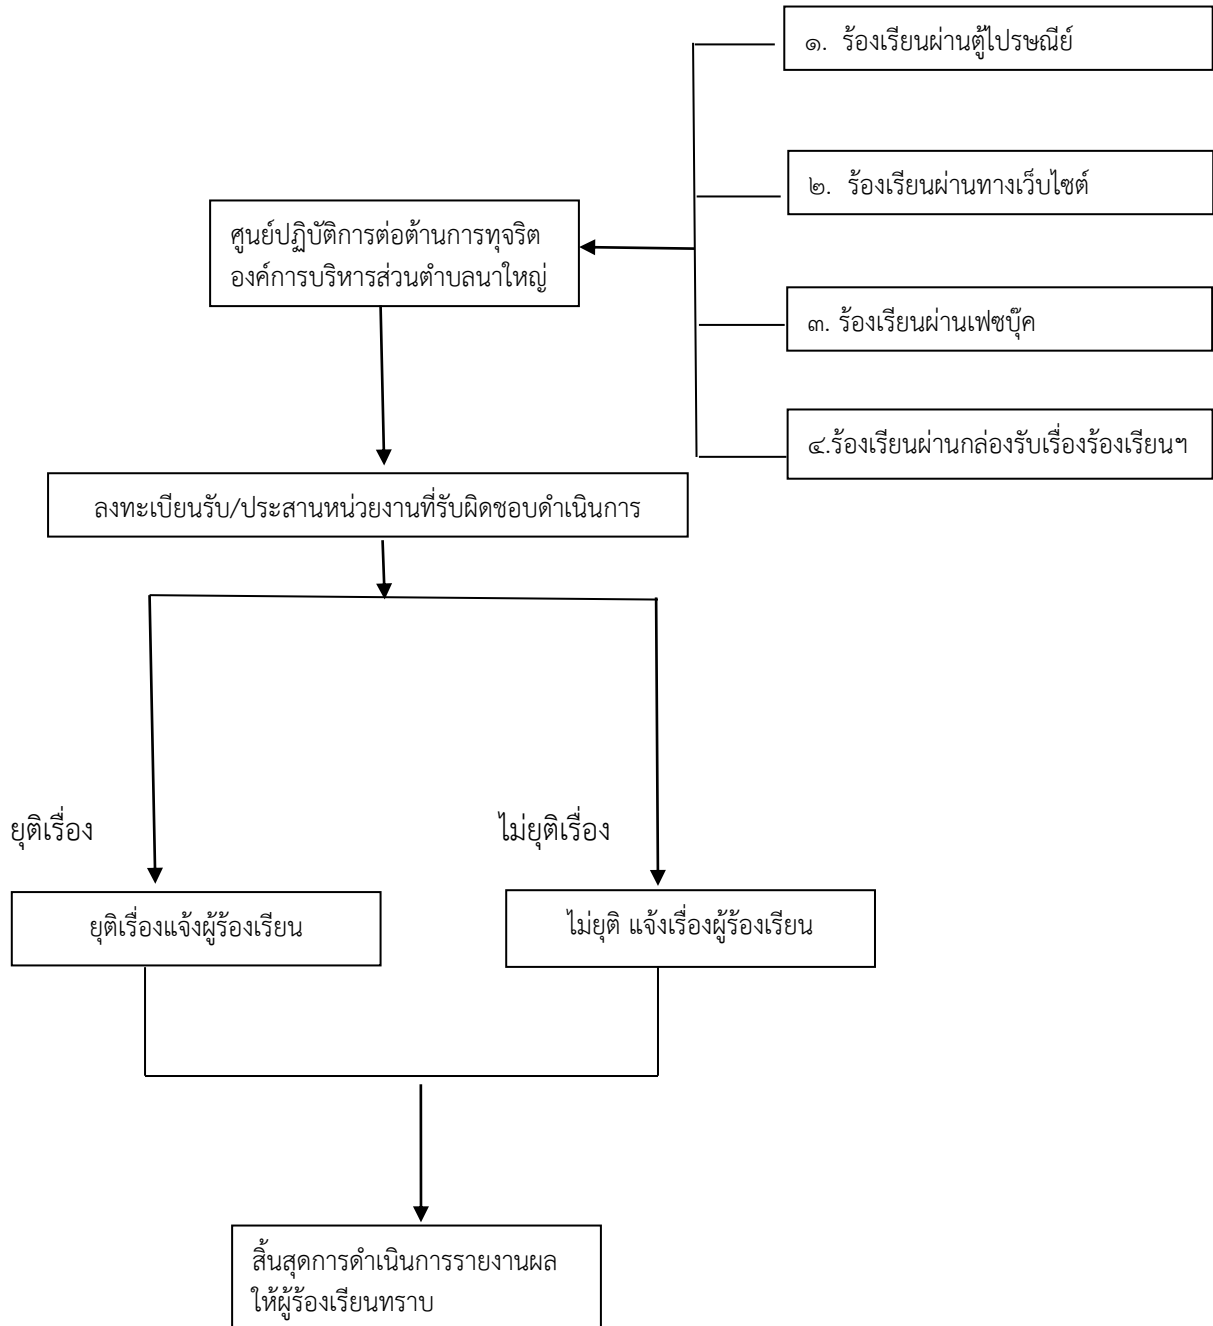 ๑. ร้องเรียนผ่านตู้ไปรษณีย์
๒. ร้องเรียนผ่านทางเว็บไซต์
ศูนย์ปฏิบัติการต่อต้านการทุจริต
องค์การบริหารส่วนตำบลนาใหญ่
๓. ร้องเรียนผ่านเฟซบุ๊ค
๔.ร้องเรียนผ่านกล่องรับเรื่องร้องเรียนฯ
ลงทะเบียนรับ/ประสานหน่วยงานที่รับผิดชอบดำเนินการ
ยุติเรื่อง
ไม่ยุติเรื่อง
ยุติเรื่องแจ้งผู้ร้องเรียน
ไม่ยุติ แจ้งเรื่องผู้ร้องเรียน
สิ้นสุดการดำเนินการรายงานผล
ให้ผู้ร้องเรียนทราบ